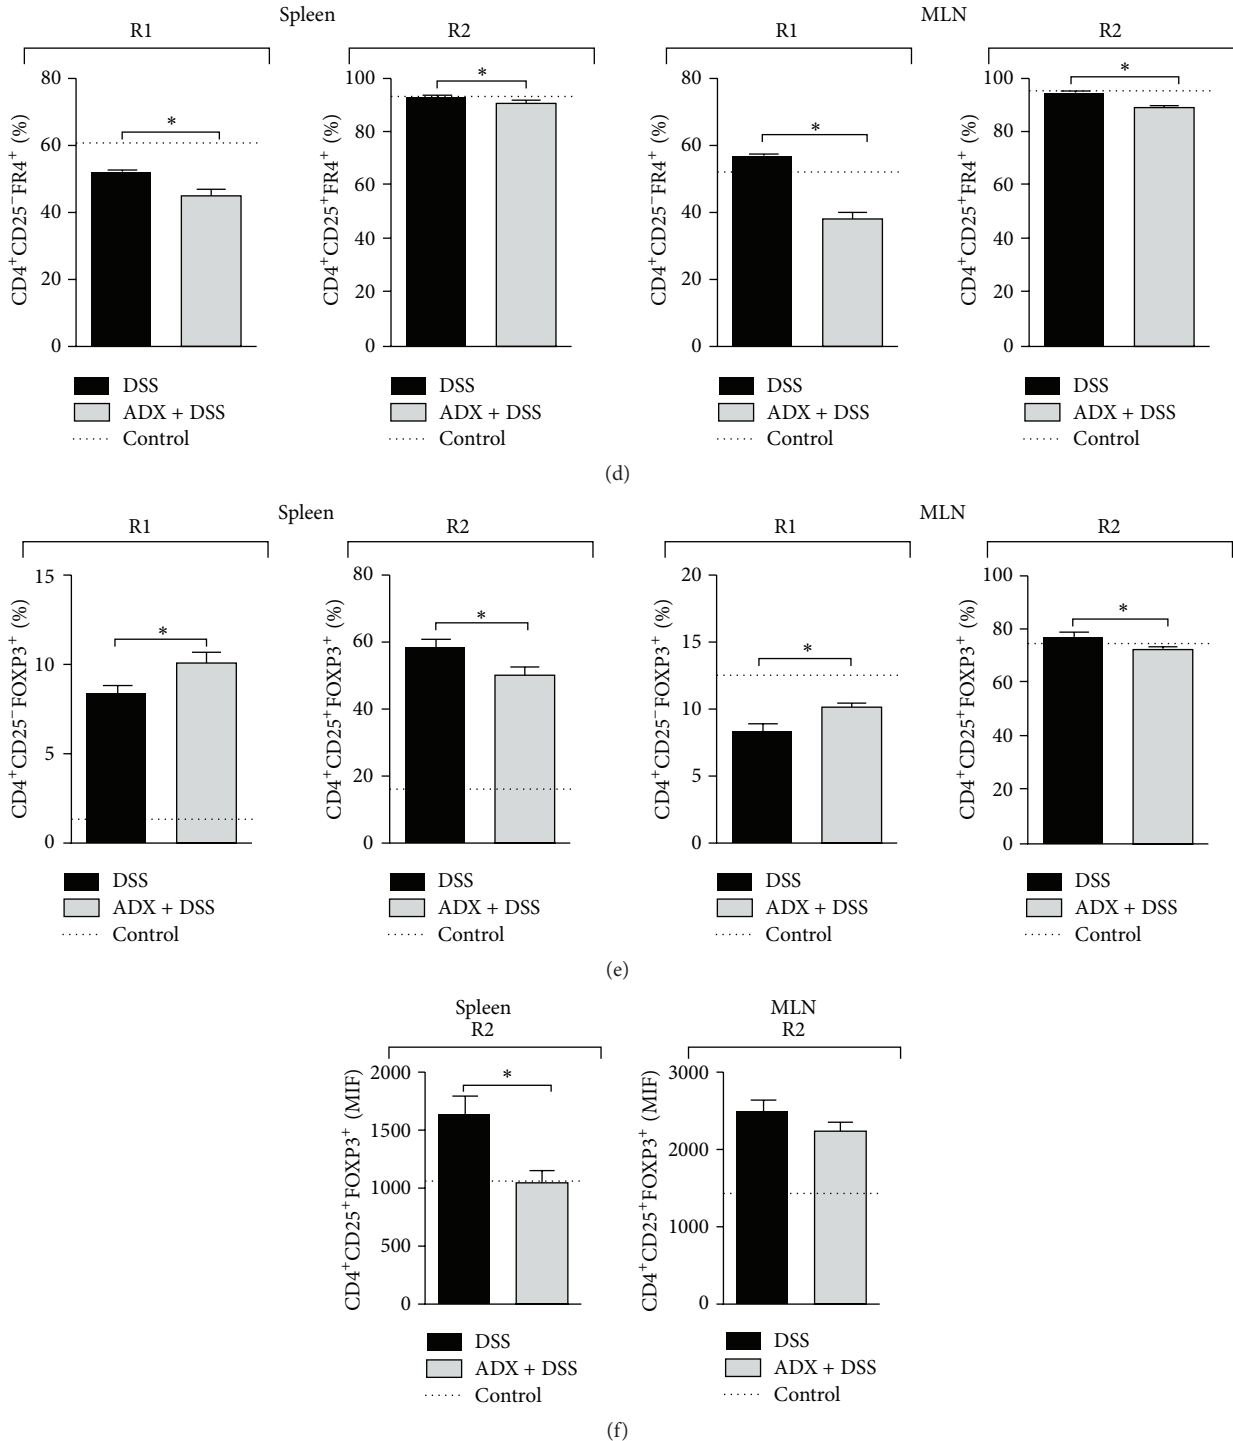 Spleen MLN
R1 R2 R1 R2
CD4⁺CD25⁻FR4⁺ (%)
80
60
40
20
0
*
CD4⁺CD25⁺FR4⁺ (%)
100
80
60
40
20
0
*
CD4⁺CD25⁻FR4⁺ (%)
80
60
40
20
0
*
CD4⁺CD25⁺FR4⁺ (%)
100
80
60
40
20
0
*
DSS DSS DSS DSS
ADX + DSS ADX + DSS ADX + DSS ADX + DSS
Control Control Control Control
(d)
Spleen MLN
R1 R2 R1 R2
CD4⁺CD25⁻FOXP3⁺ (%)
15
10
5
0
*
CD4⁺CD25⁺FOXP3⁺ (%)
80
60
40
20
0
*
CD4⁺CD25⁻FOXP3⁺ (%)
20
15
10
5
0
*
CD4⁺CD25⁺FOXP3⁺ (%)
100
80
60
40
20
0
*
DSS DSS DSS DSS
ADX + DSS ADX + DSS ADX + DSS ADX + DSS
Control Control Control Control
(e)
Spleen MLN
R2 R2
CD4⁺CD25⁺FOXP3⁺ (MIF)
2000
1500
1000
500
0
*
CD4⁺CD25⁺FOXP3⁺ (MIF)
3000
2000
1000
0
DSS DSS
ADX + DSS ADX + DSS
Control Control
(f)